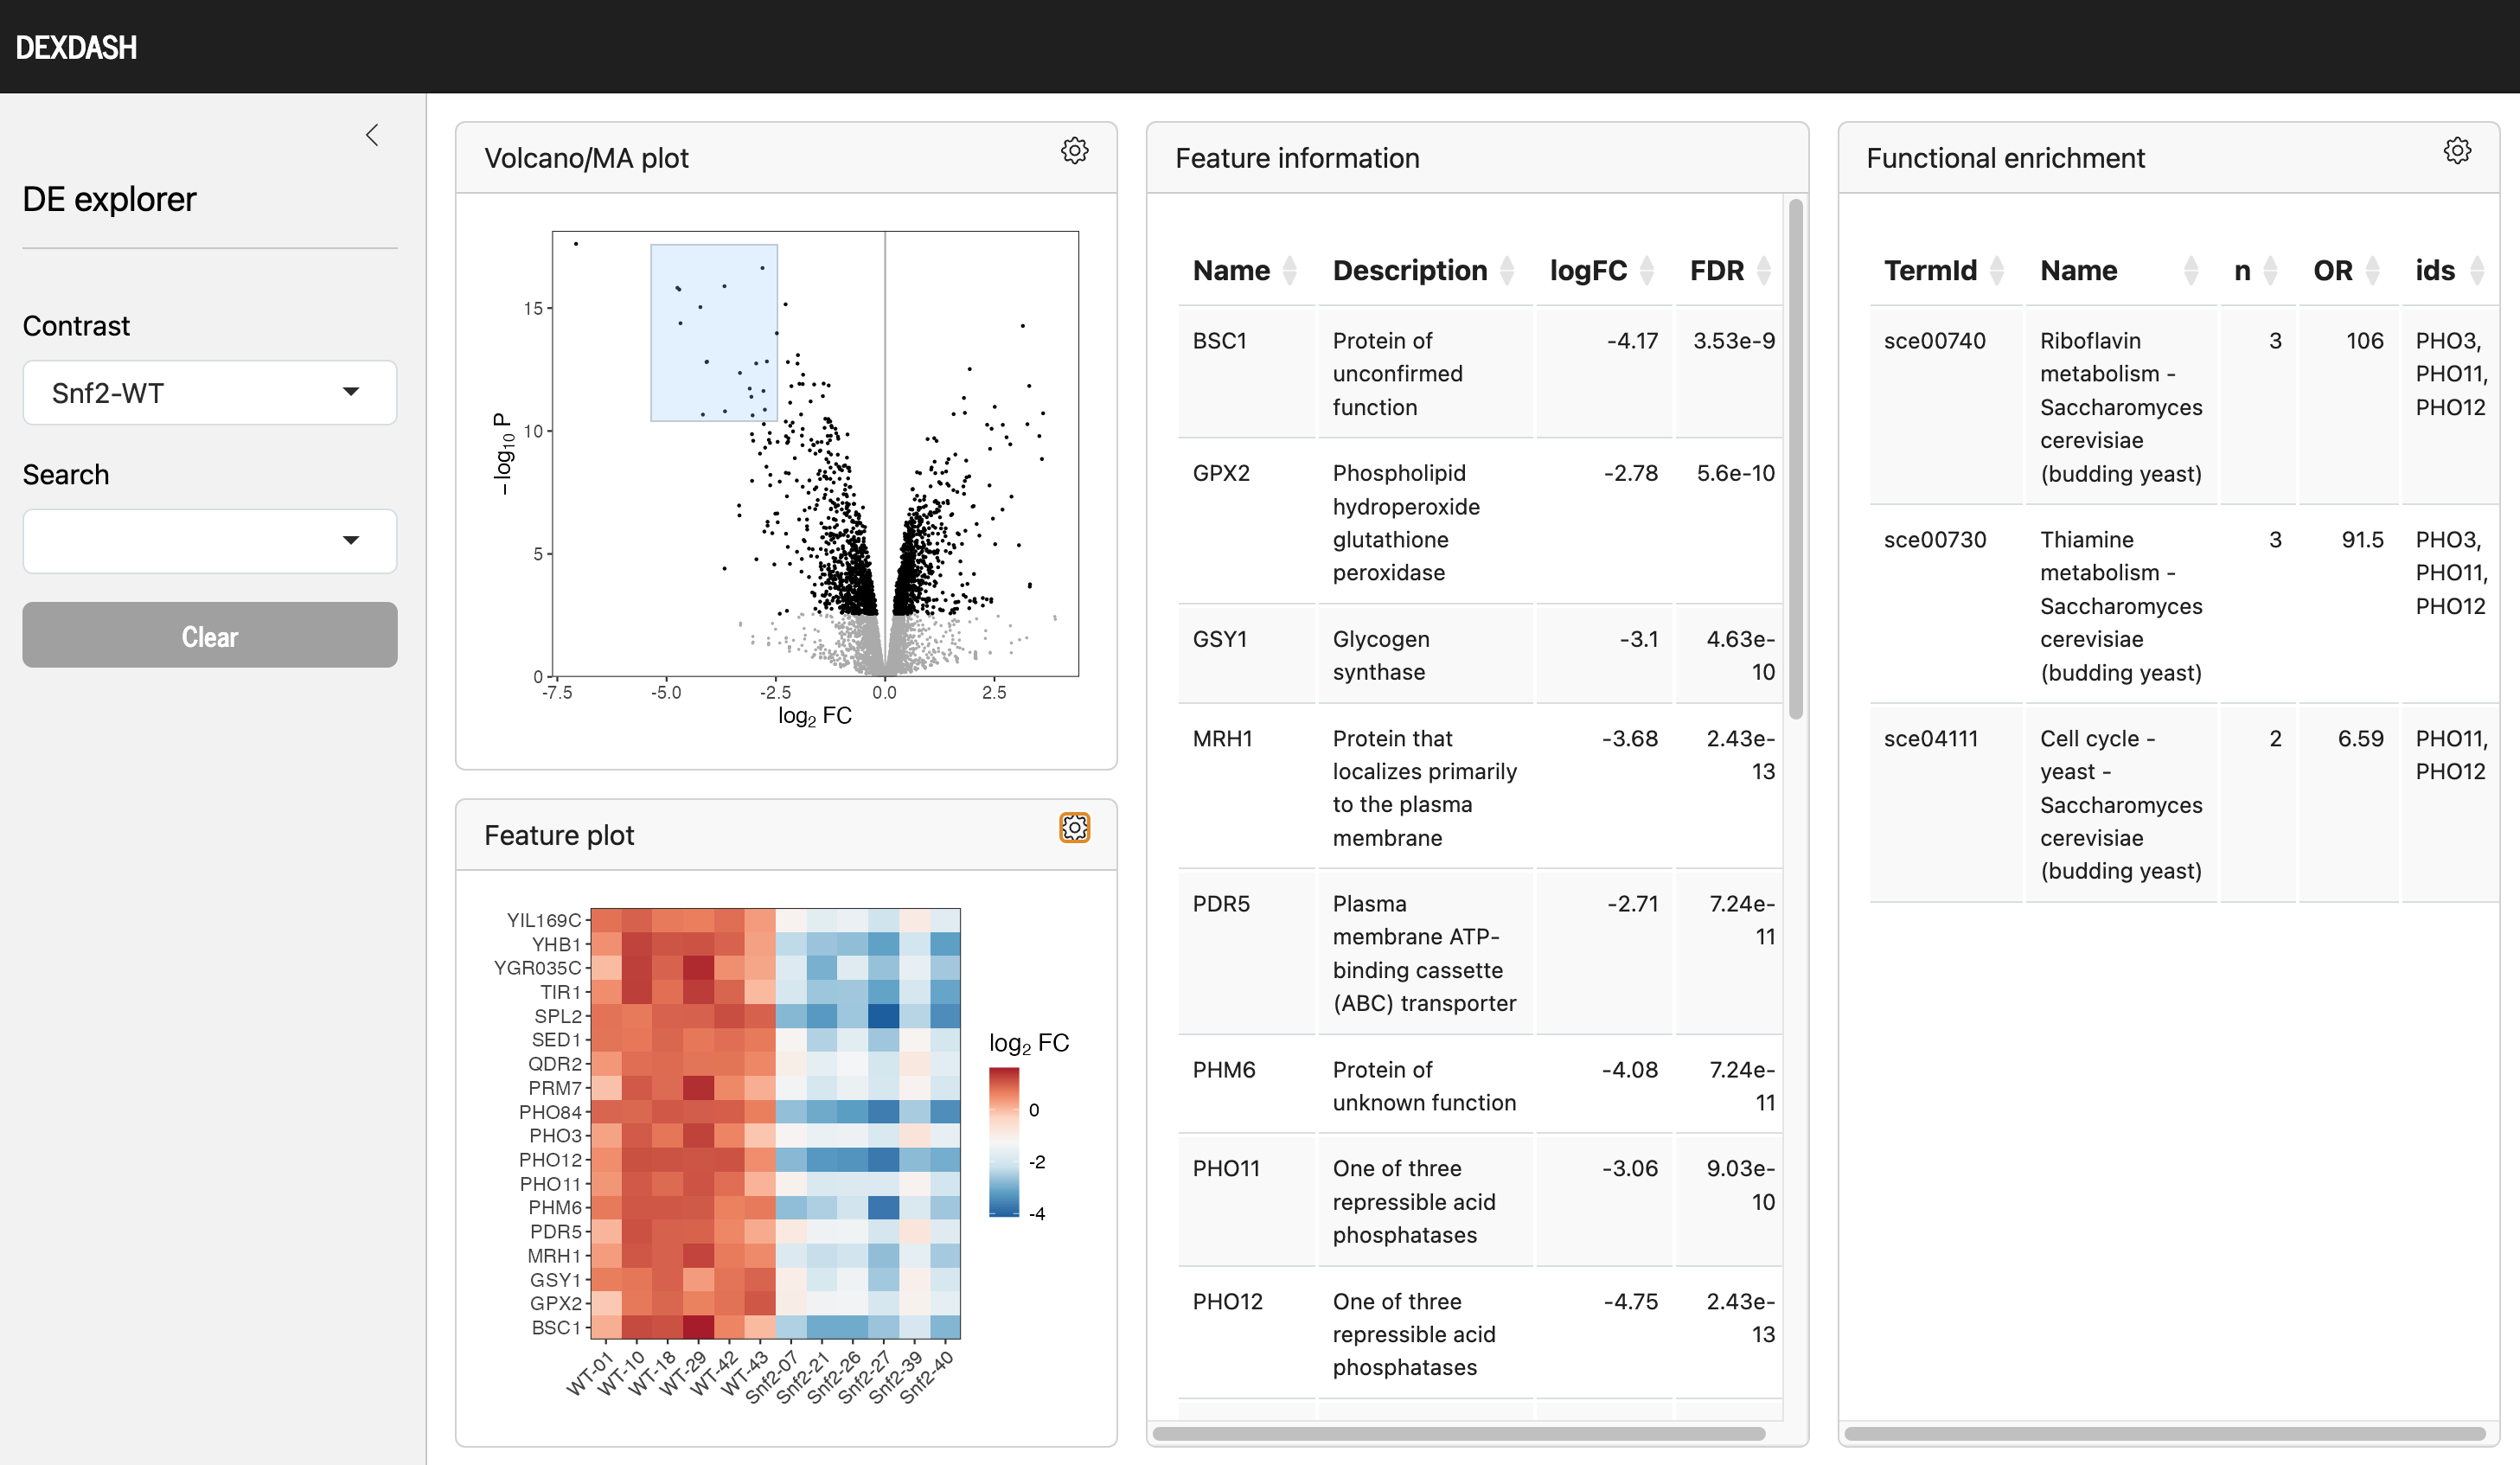 DEXDASH
DE explorer
Contrast
Snf2-WT
Search
Clear
Volcano/MA plot
15
10
5
0
− log10 P
-7.5 -5.0 -2.5 0.0 2.5
log2 FC
Feature plot
YIL169C
YHB1
YGR035C
TIR1
SPL2
SED1
QDR2
PRM7
PHO84
PHO3
PHO12
PHO11
PHM6
PDR5
MRH1
GSY1
GPX2
BSC1
WT-01 WT-10 WT-18 WT-29 WT-42 WT-43 Snf2-07 Snf2-21 Snf2-26 Snf2-27 Snf2-39 Snf2-40
log2 FC
0
-2
-4
Feature information
Name Description logFC FDR
BSC1 Protein of -4.17 3.53e-9
unconfirmed
function
GPX2 Phospholipid -2.78 5.6e-10
hydroperoxide
glutathione
peroxidase
GSY1 Glycogen -3.1 4.63e-
synthase 10
MRH1 Protein that -3.68 2.43e-
localizes primarily 13
to the plasma
membrane
PDR5 Plasma -2.71 7.24e-
membrane ATP- 11
binding cassette
(ABC) transporter
PHM6 Protein of -4.08 7.24e-
unknown function 11
PHO11 One of three -3.06 9.03e-
repressible acid 10
phosphatases
PHO12 One of three -4.75 2.43e-
repressible acid 13
phosphatases
Functional enrichment
TermId Name n OR ids
sce00740 Riboflavin 3 106 PHO3,
metabolism - PHO11,
Saccharomyces PHO12
cerevisiae
(budding yeast)
sce00730 Thiamine 3 91.5 PHO3,
metabolism - PHO11,
Saccharomyces PHO12
cerevisiae
(budding yeast)
sce04111 Cell cycle - 2 6.59 PHO11,
yeast - PHO12
Saccharomyces
cerevisiae
(budding yeast)